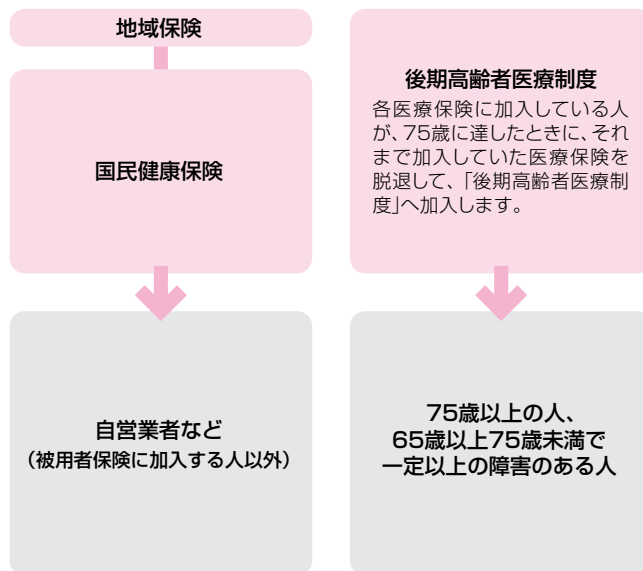 地域保険
国民健康保険
自営業者など
（被用者保険に加入する人以外）
後期高齢者医療制度
各医療保険に加入している人
が、75歳に達したときに、それ
まで加入していた医療保険を
脱退して、「後期高齢者医療制
度」へ加入します。
75歳以上の人、
65歳以上75歳未満で
一定以上の障害のある人